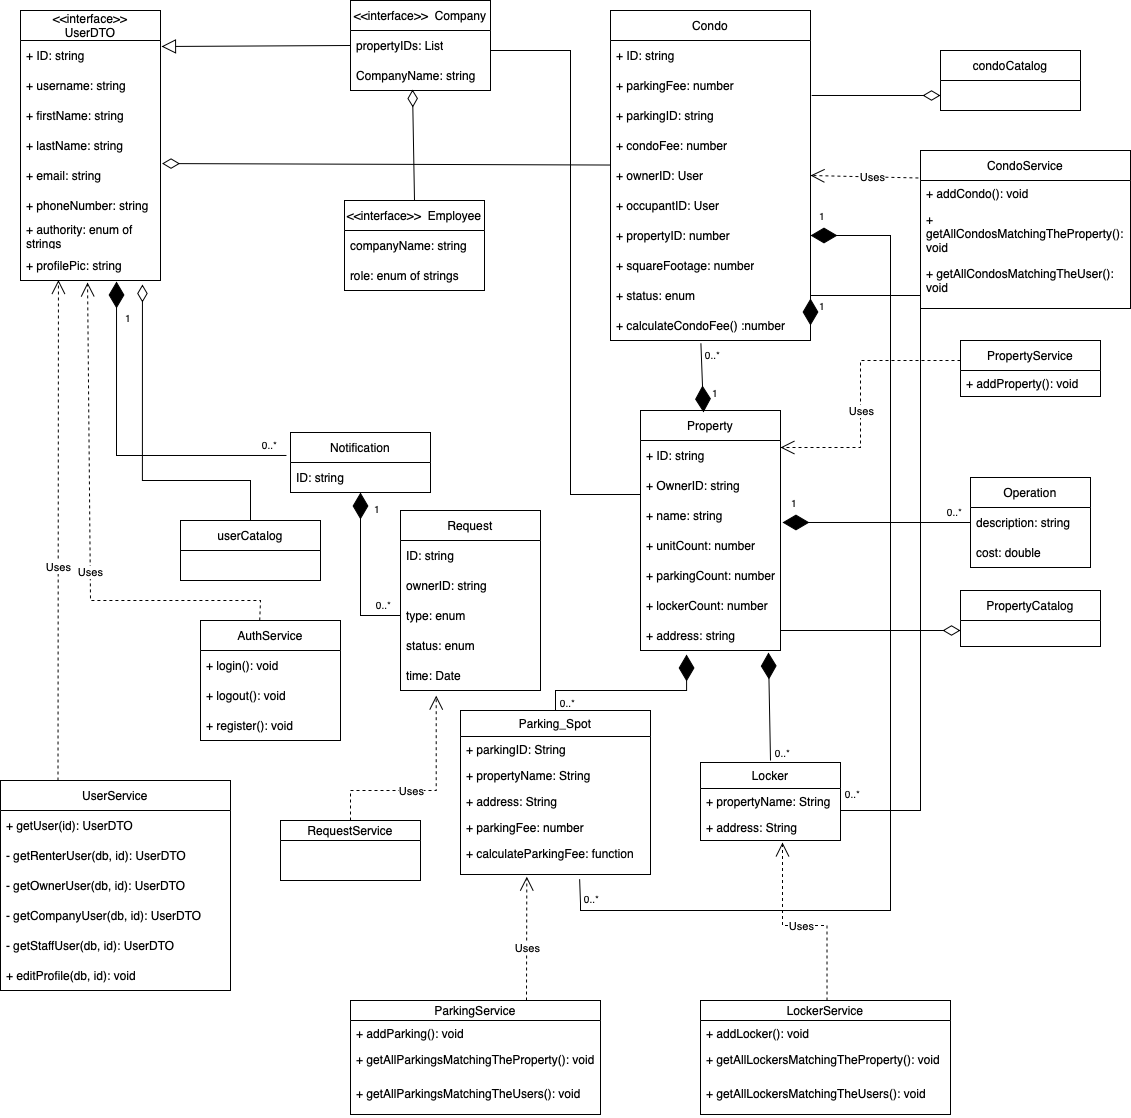 <<interface>>
UserDTO
+ ID: string
+ username: string
+ firstName: string
+ lastName: string
+ email: string
+ phoneNumber: string
+ authority: enum of
strings
+ profilePic: string
<<interface>> Company
propertyIDs: List
CompanyName: string
<<interface>> Employee
companyName: string
role: enum of strings
Condo
+ ID: string
+ parkingFee: number
+ parkingID: string
+ condoFee: number
+ ownerID: User
+ occupantID: User
+ propertyID: number
+ squareFootage: number
+ status: enum
+ calculateCondoFee() :number
condoCatalog
Uses
CondoService
+ addCondo(): void
+
getAllCondosMatchingTheProperty():
void
+ getAllCondosMatchingTheUser():
void
1
1
0..*
1
PropertyService
+ addProperty(): void
Uses
Property
+ ID: string
+ OwnerID: string
+ name: string
+ unitCount: number
+ parkingCount: number
+ lockerCount: number
+ address: string
1
0..*
Operation
description: string
cost: double
PropertyCatalog
1
0..*
Notification
ID: string
1
0..*
userCatalog
Uses
Uses
Request
ID: string
ownerID: string
type: enum
status: enum
time: Date
AuthService
+ login(): void
+ logout(): void
+ register(): void
0..*
Parking_Spot
+ parkingID: String
+ propertyName: String
+ address: String
+ parkingFee: number
+ calculateParkingFee: function
0..*
0..*
Locker
+ propertyName: String
+ address: String
0..*
UserService
+ getUser(id): UserDTO
- getRenterUser(db, id): UserDTO
- getOwnerUser(db, id): UserDTO
- getCompanyUser(db, id): UserDTO
- getStaffUser(db, id): UserDTO
+ editProfile(db, id): void
Uses
RequestService
Uses
Uses
ParkingService
+ addParking(): void
+ getAllParkingsMatchingTheProperty(): void
+ getAllParkingsMatchingTheUsers(): void
LockerService
+ addLocker(): void
+ getAllLockersMatchingTheProperty(): void
+ getAllLockersMatchingTheUsers(): void